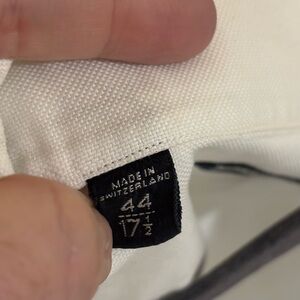 MADE IN
SWITZERLAND
44
17 1/2